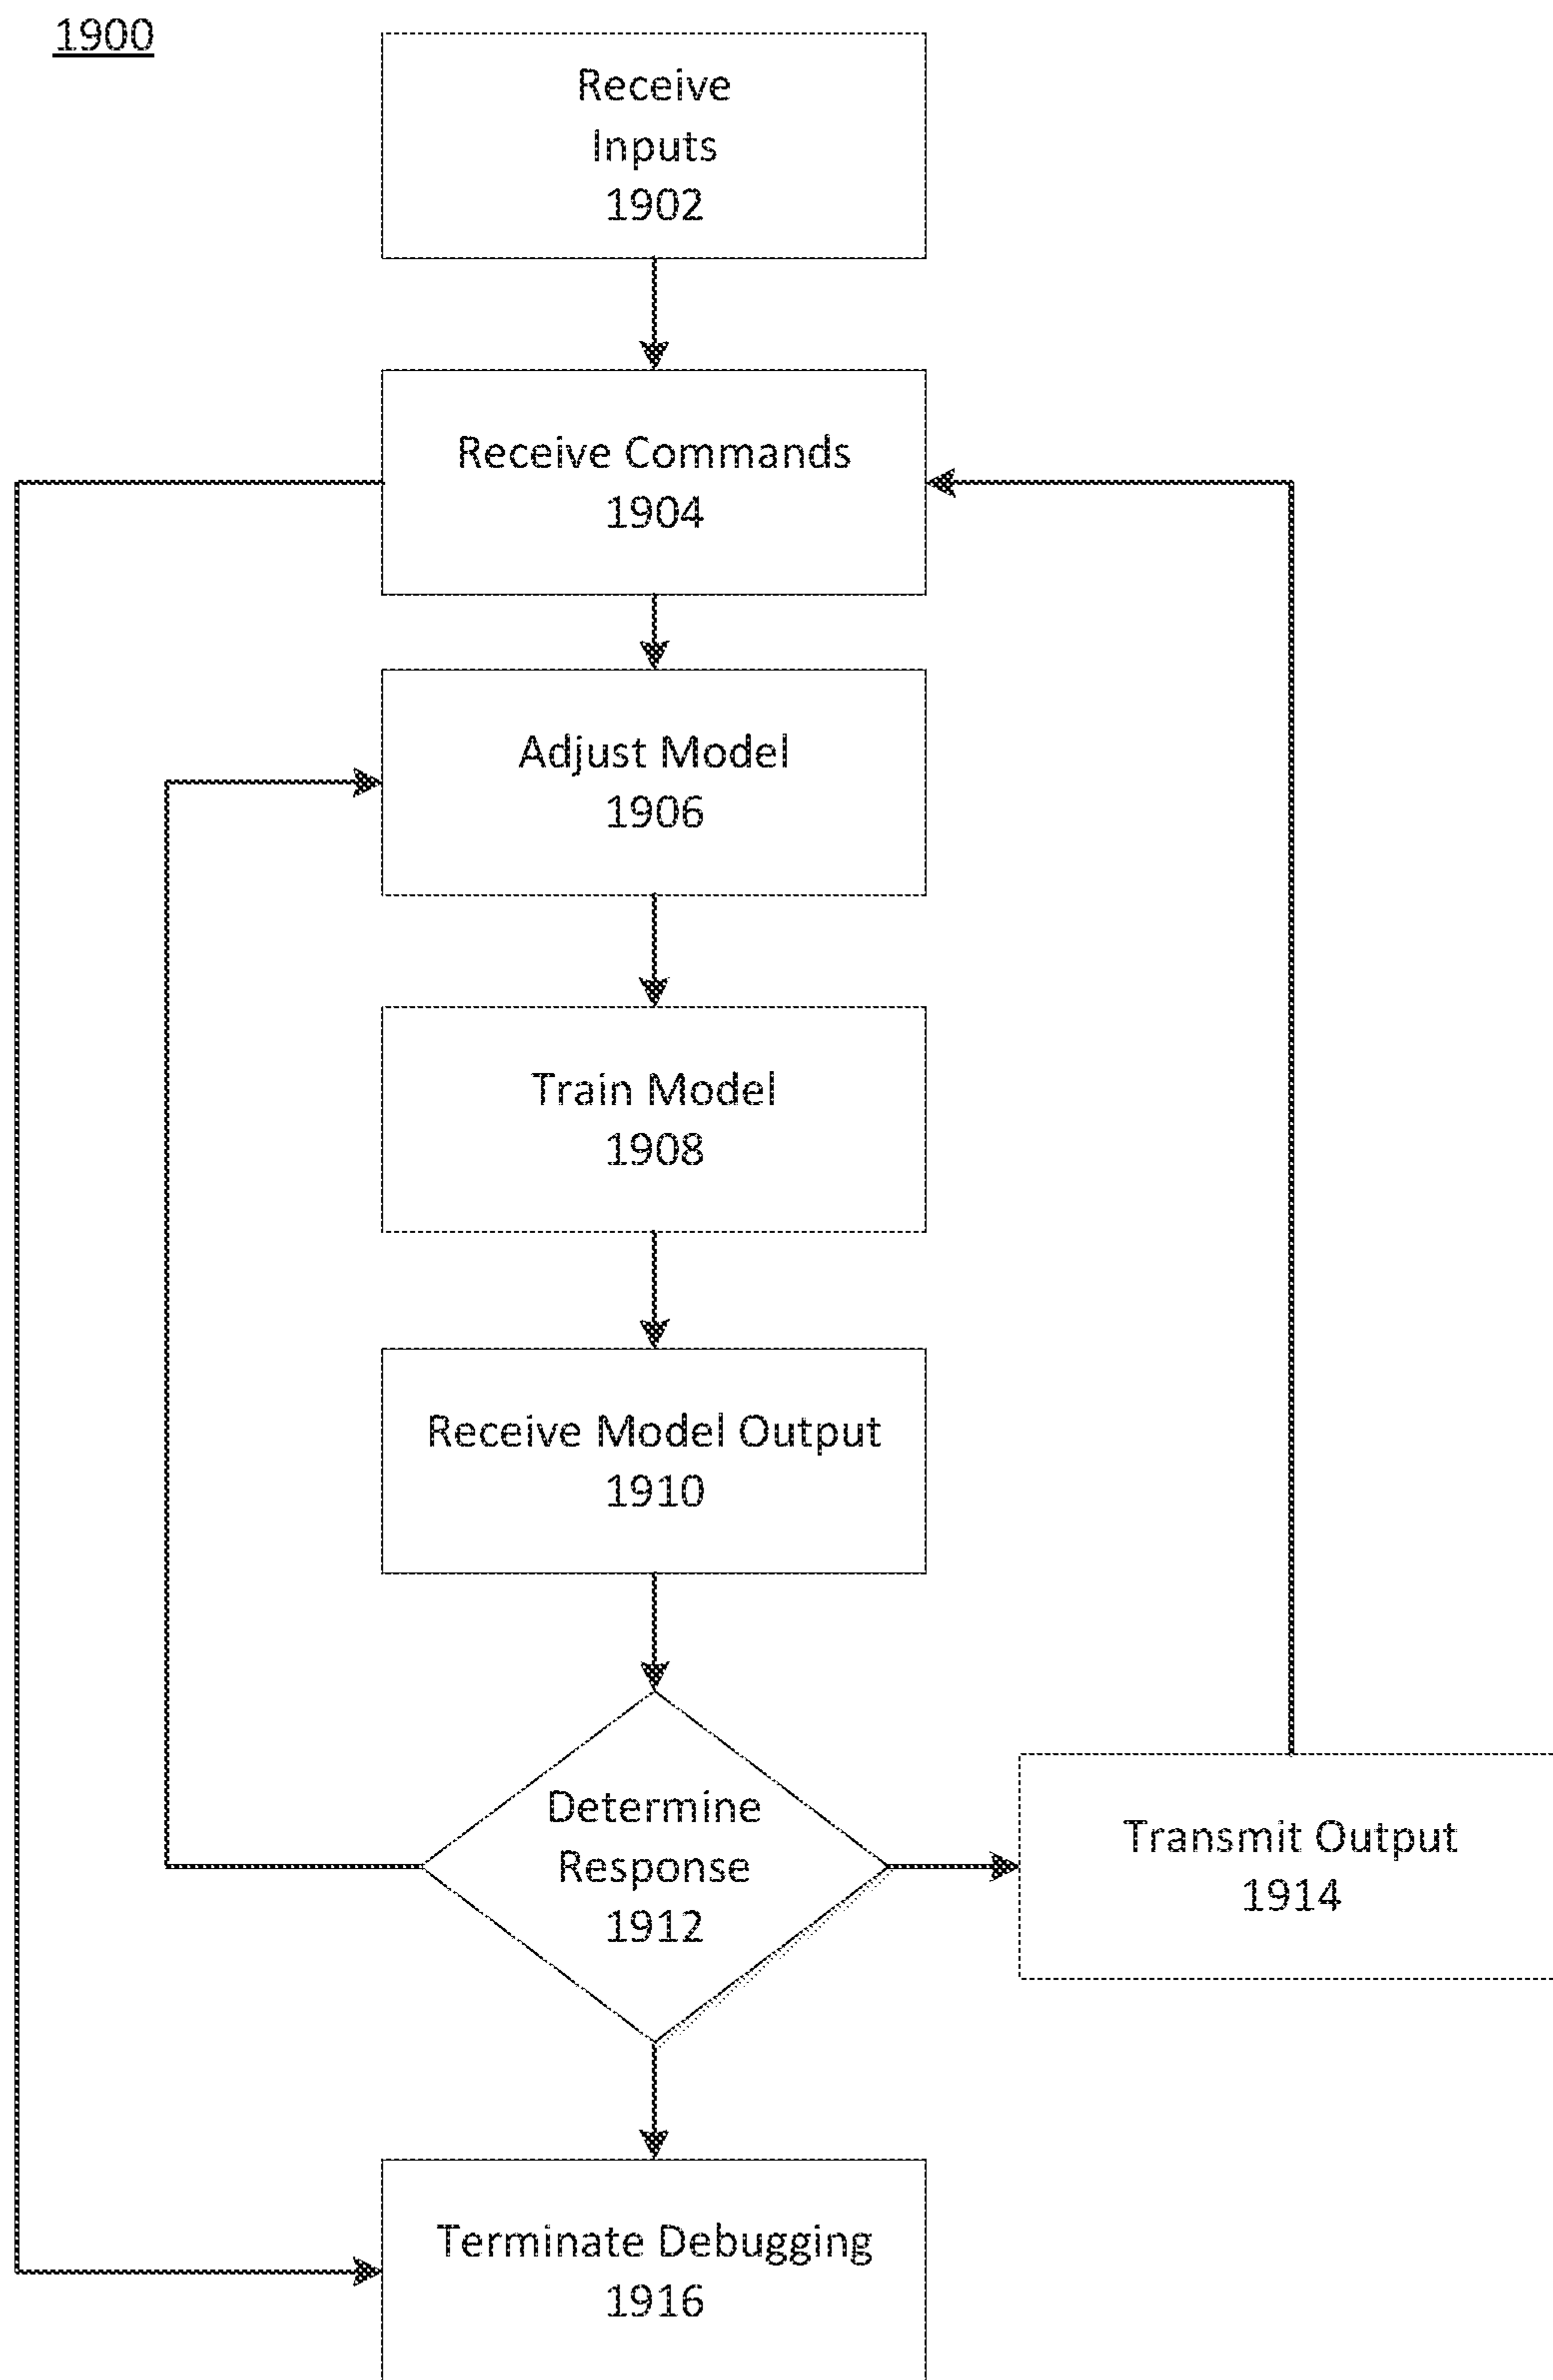 1900
Receive
Inputs
1902
Receive Commands
1904
Adjust Model
1906
Train Model
1908
Receive Model Output
1910
Determine
Response
1912
Transmit Output
1914
Terminate Debugging
1916